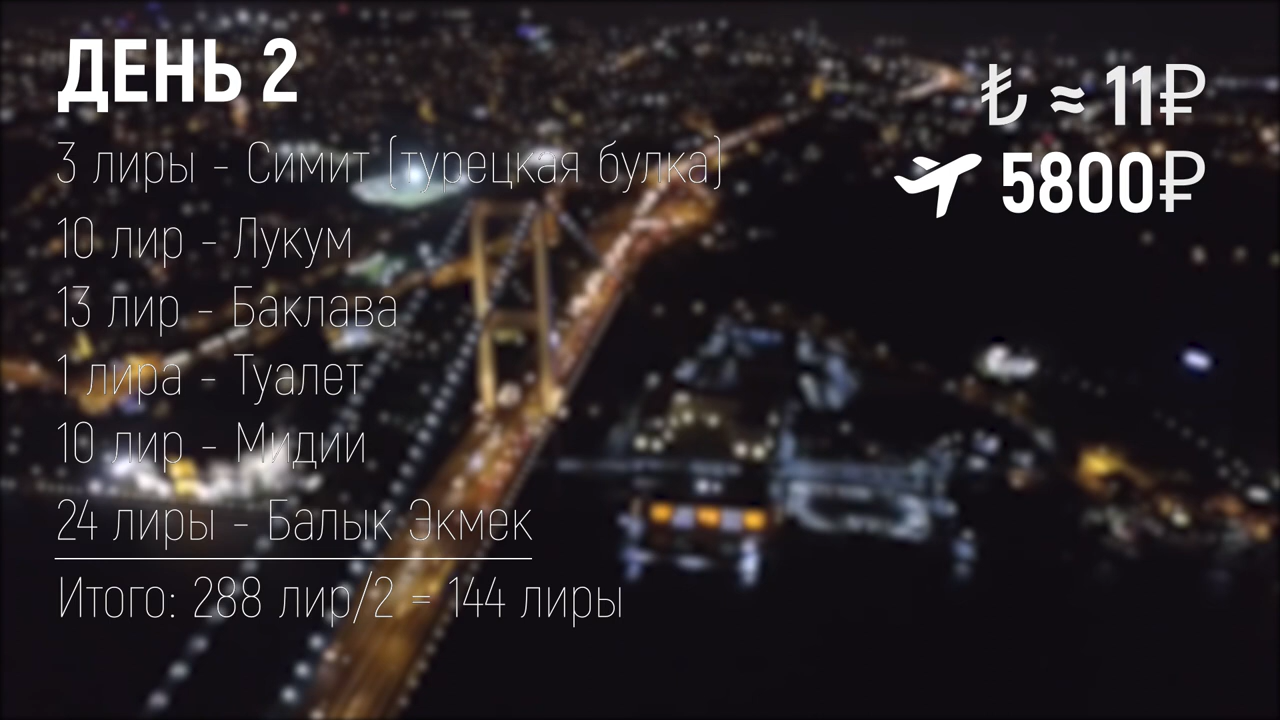 ДЕНЬ 2
3 лиры - Симит (турецкая булка)
10 лир - Лукум
13 лир - Баклава
1 лира - Туалет
10 лир - Мидии
24 лиры - Балык Экмек
Итого: 288 лир/2 = 144 лиры
₺ ≈ 11₽
5800₽